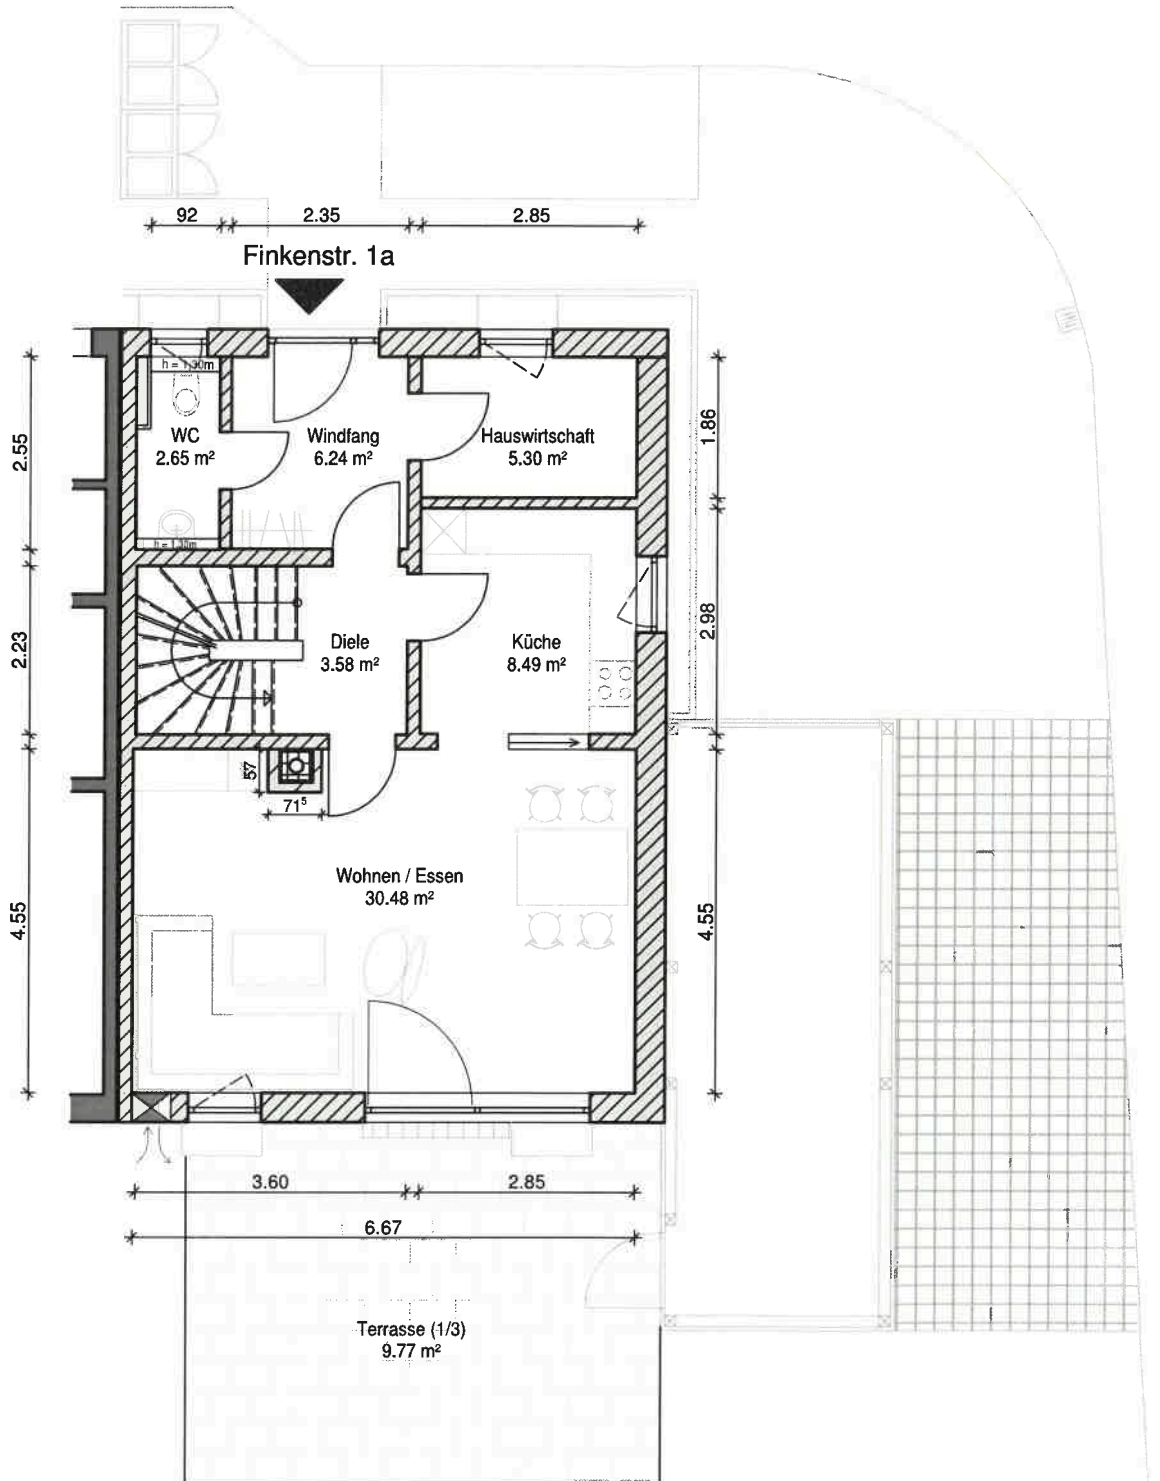 92
2.35
2.85
Finkenstr. 1a
h = 1,30m
WC
2.65 m²
Windfang
6.24 m²
Hauswirtschaft
5.30 m²
2.55
1.86
h = 1,30m
2.23
Diele
3.58 m²
Küche
8.49 m²
2.98
57
71⁵
Wohnen / Essen
30.48 m²
4.55
4.55
3.60
2.85
6.67
Terrasse (1/3)
9.77 m²